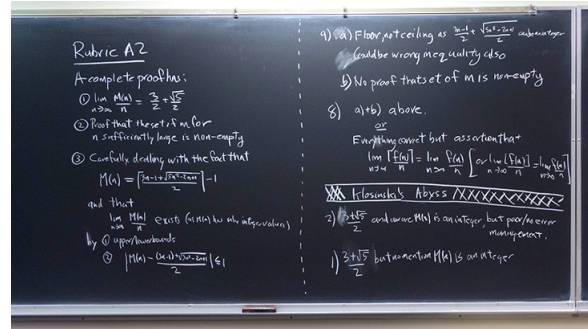 Rubric A2
A complete proof has:
① lim n→∞ M(n)/n = 3/2 + √5/2
② Proof that the set of m for
n sufficiently large is non-empty
③ Carefully dealing with the fact that
M(n) = ⌈(3n-1+√(5n²-2n+1))/2⌉ - 1
and that
lim n→∞ M(n)/n exists (as M(n) has only integer values)
by ① upper/lower bounds
② |M(n) - ((3n-1)+√(5n²-2n+1))/2| ≤ 1
9) a) Floor, not ceiling as (3n-1)/2 + √(5n²-2n+1)/2 can be an integer
Could be wrong inequality also
b) No proof that set of m is non-empty
8) a)+b) above.
or
Everything correct but assertion that
lim n→∞ ⌈f(n)⌉/n = lim n→∞ f(n)/n [or lim n→∞ ⌊f(n)⌋/n = lim n→∞ f(n)/n]
Klosinski's Abyss
2) (3+√5)/2 and aware M(n) is an integer, but poor/no error
management.
1) (3+√5)/2 but no mention M(n) is an integer